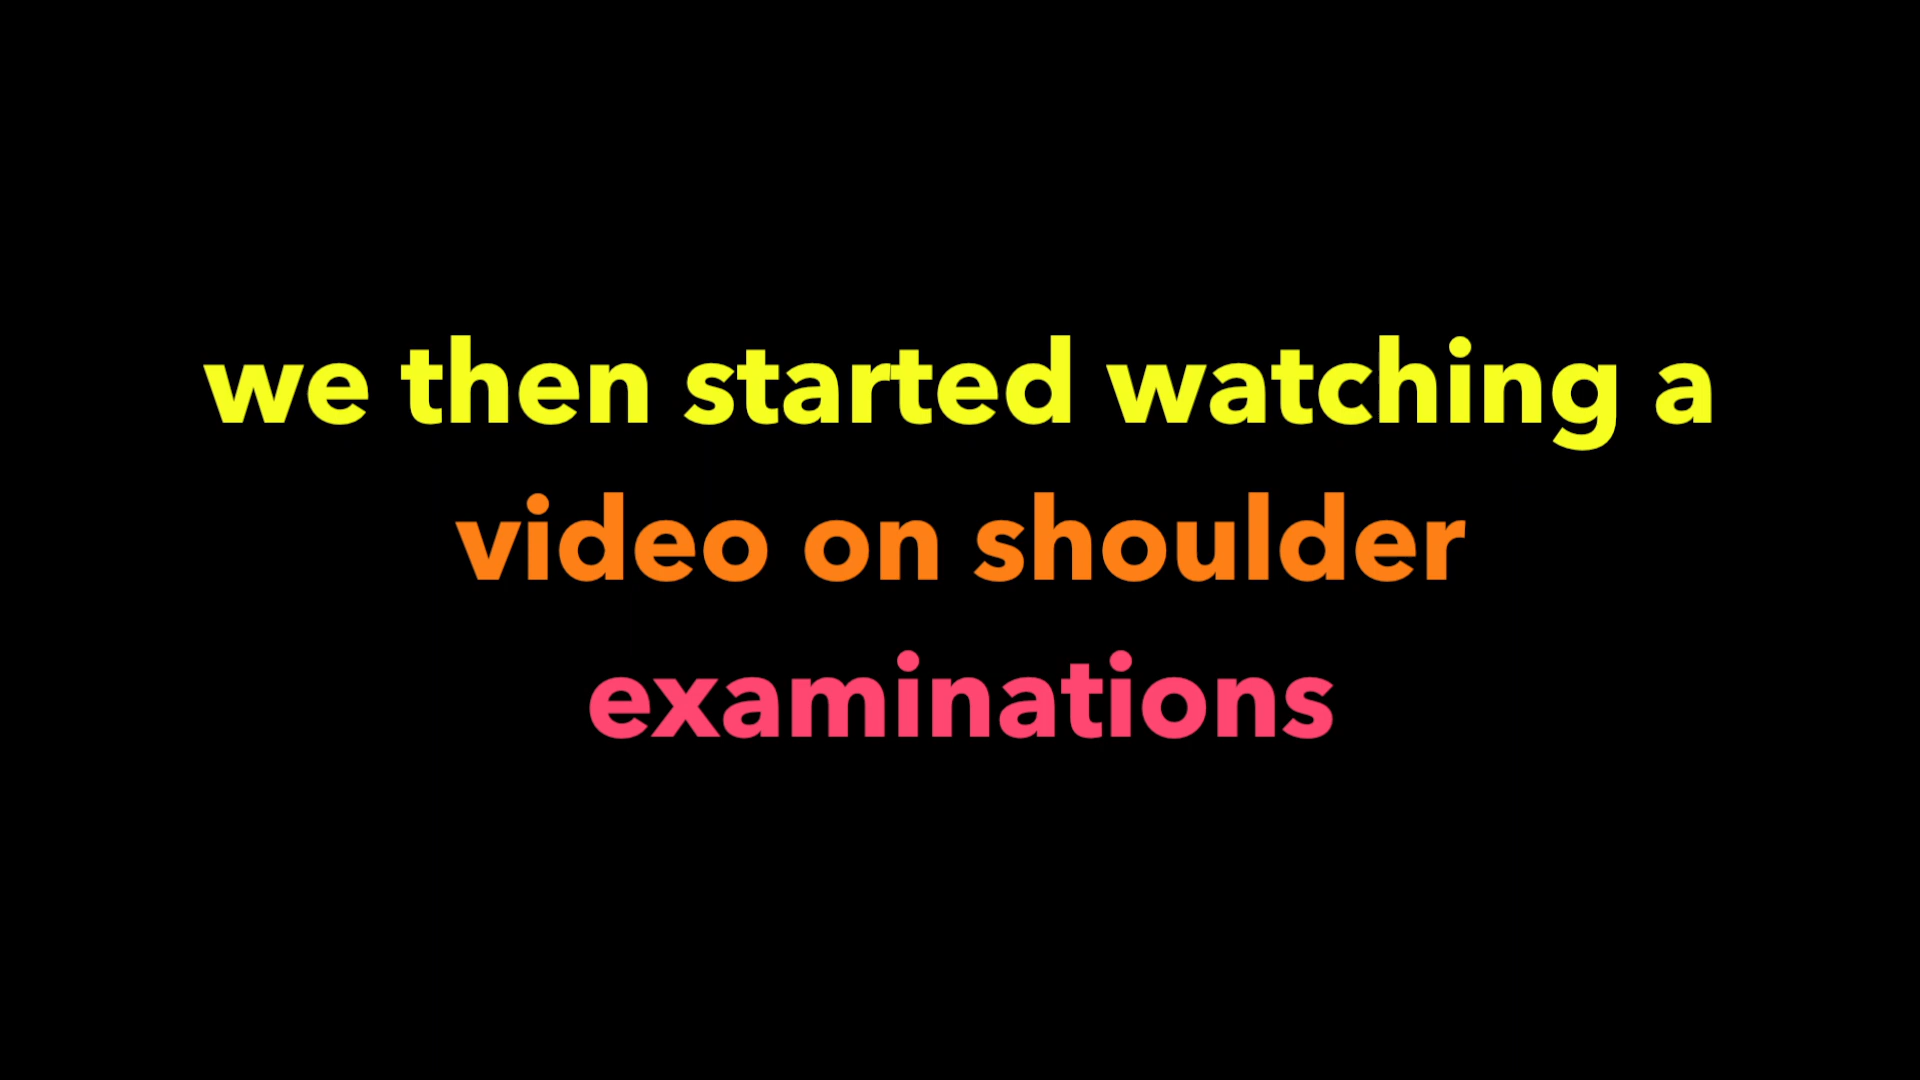 we then started watching a
video on shoulder
examinations